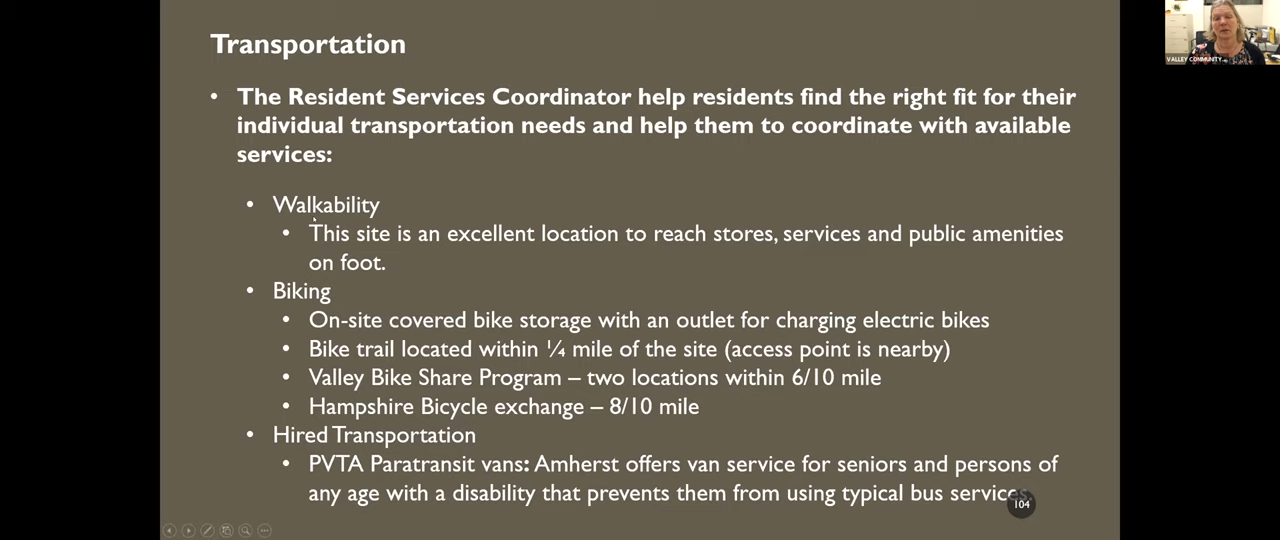 Transportation
• The Resident Services Coordinator help residents find the right fit for their
individual transportation needs and help them to coordinate with available
services:
• Walkability
• This site is an excellent location to reach stores, services and public amenities
on foot.
• Biking
• On-site covered bike storage with an outlet for charging electric bikes
• Bike trail located within ¼ mile of the site (access point is nearby)
• Valley Bike Share Program – two locations within 6/10 mile
• Hampshire Bicycle exchange – 8/10 mile
• Hired Transportation
• PVTA Paratransit vans: Amherst offers van service for seniors and persons of
any age with a disability that prevents them from using typical bus services.
104
VALLEY COMMUNITY...